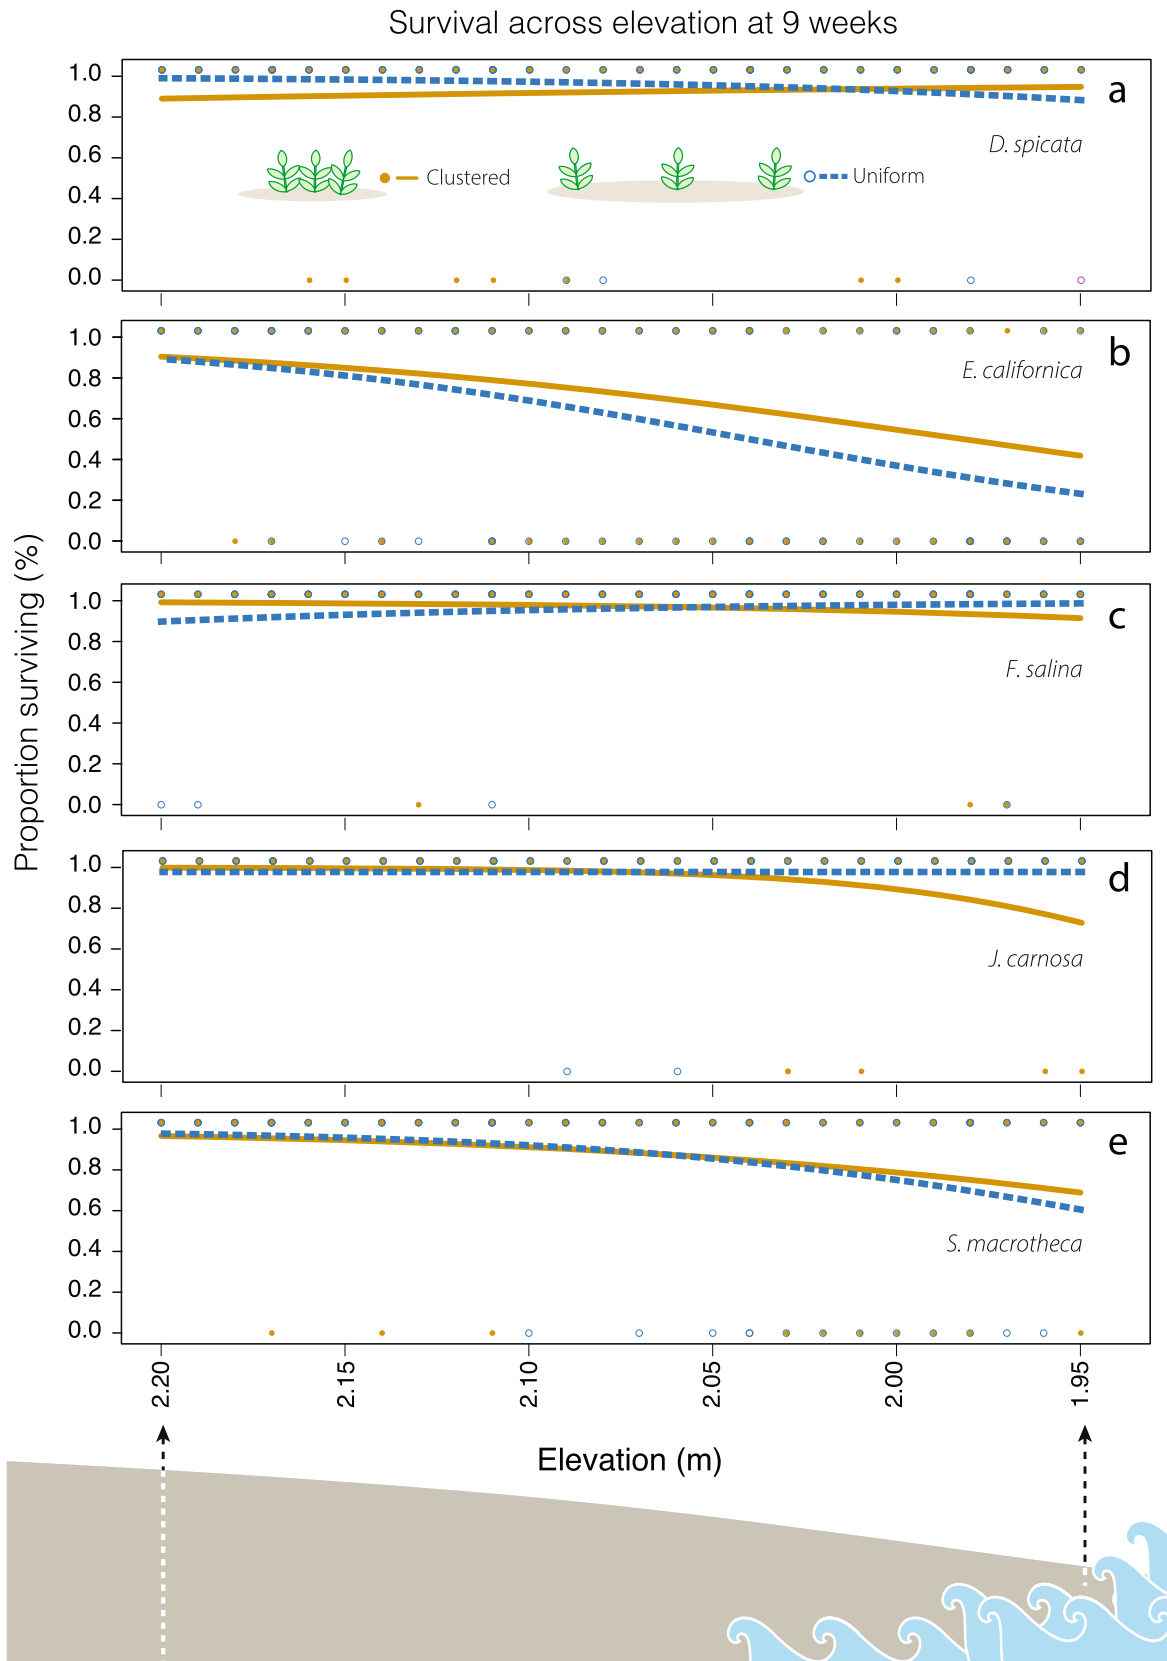 Survival across elevation at 9 weeks
Proportion surviving (%)
1.0
0.8
0.6
0.4
0.2
0.0
a
D. spicata
Clustered
Uniform
1.0
0.8
0.6
0.4
0.2
0.0
b
E. californica
1.0
0.8
0.6
0.4
0.2
0.0
c
F. salina
1.0
0.8
0.6
0.4
0.2
0.0
d
J. carnosa
1.0
0.8
0.6
0.4
0.2
0.0
e
S. macrotheca
2.20 2.15 2.10 2.05 2.00 1.95
Elevation (m)